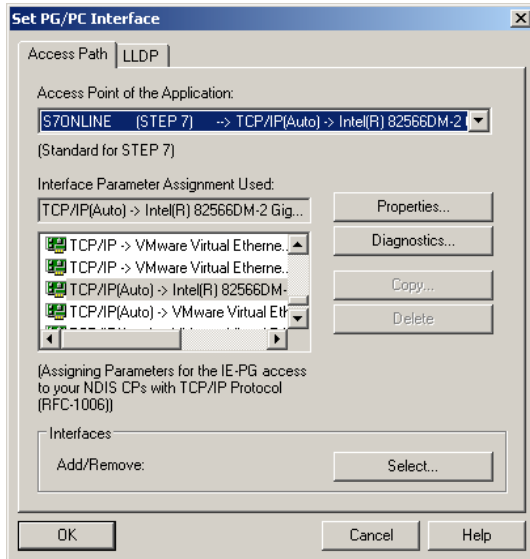 Set PG/PC Interface
Access Path
LLDP
Access Point of the Application:
S7ONLINE (STEP 7) --> TCP/IP(Auto) -> Intel(R) 82566DM-2
(Standard for STEP 7)
Interface Parameter Assignment Used:
TCP/IP(Auto) -> Intel(R) 82566DM-2 Gig...
Properties...
Diagnostics...
Copy...
Delete
TCP/IP -> VMware Virtual Etherne..
TCP/IP -> VMware Virtual Etherne..
TCP/IP(Auto) -> Intel(R) 82566DM-
TCP/IP(Auto) -> VMware Virtual Eth
(Assigning Parameters for the IE-PG access
to your NDIS CPs with TCP/IP Protocol
(RFC-1006))
Interfaces
Add/Remove:
Select...
OK
Cancel
Help